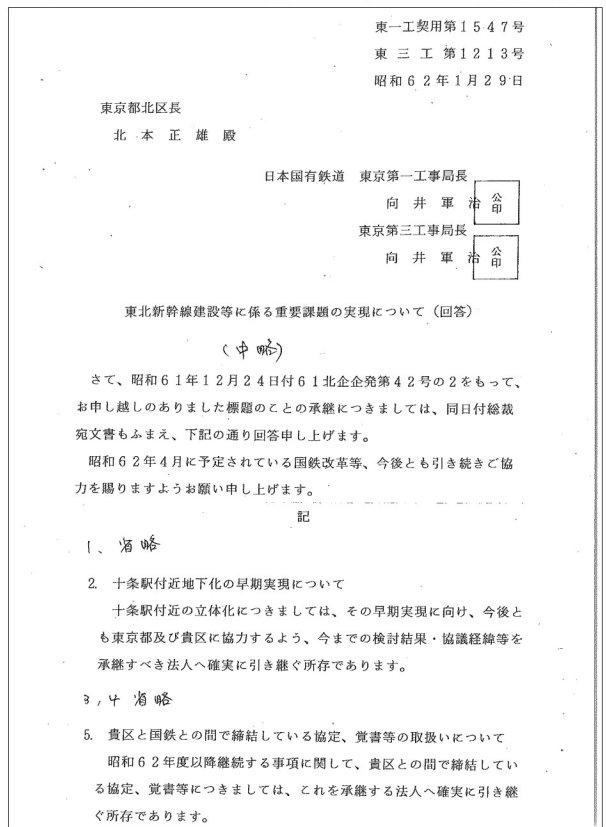 東一工契用第1547号
東三工第1213号
昭和62年1月29日
東京都北区長
北本正雄殿
日本国有鉄道 東京第一工事局長
向井軍治 公印
東京第三工事局長
向井軍治 公印
東北新幹線建設等に係る重要課題の実現について(回答)
(中略)
さて、昭和61年12月24日付61北企企発第42号の2をもって、
お申し越しのありました標題のことの承継につきましては、同日付総裁
宛文書もふまえ、下記の通り回答申し上げます。
昭和62年4月に予定されている国鉄改革等、今後とも引き続きご協
力を賜りますようお願い申し上げます。
記
1、省略
2. 十条駅付近地下化の早期実現について
十条駅付近の立体化につきましては、その早期実現に向け、今後と
も東京都及び貴区に協力するよう、今までの検討結果・協議経緯等を
承継すべき法人へ確実に引き継ぐ所存であります。
3,4 省略
5. 貴区と国鉄との間で締結している協定、覚書等の取扱いについて
昭和62年度以降継続する事項に関して、貴区との間で締結してい
る協定、覚書等につきましては、これを承継する法人へ確実に引き継
ぐ所存であります。